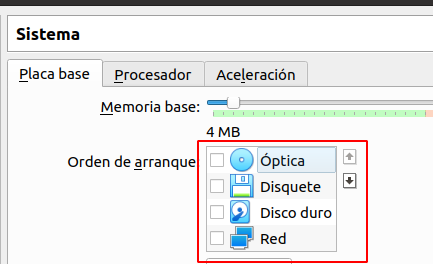 Sistema
Placa base
Procesador
Aceleración
Memoria base:
4 MB
Orden de arranque
Óptica
Disquete
Disco duro
Red